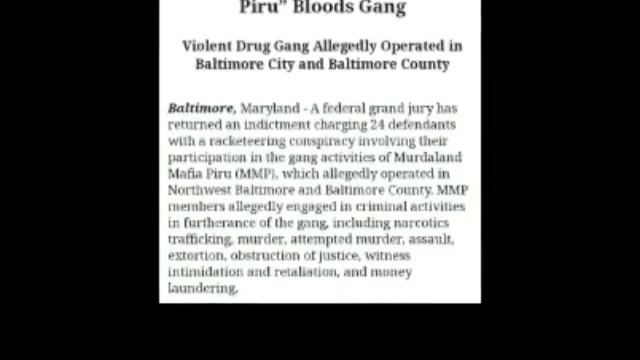 Piru” Bloods Gang
Violent Drug Gang Allegedly Operated in
Baltimore City and Baltimore County
Baltimore, Maryland - A federal grand jury has
returned an indictment charging 24 defendants
with a racketeering conspiracy involving their
participation in the gang activities of Murdaland
Mafia Piru (MMP), which allegedly operated in
Northwest Baltimore and Baltimore County. MMP
members allegedly engaged in criminal activities
in furtherance of the gang, including narcotics
trafficking, murder, attempted murder, assault,
extortion, obstruction of justice, witness
intimidation and retaliation, and money
laundering.